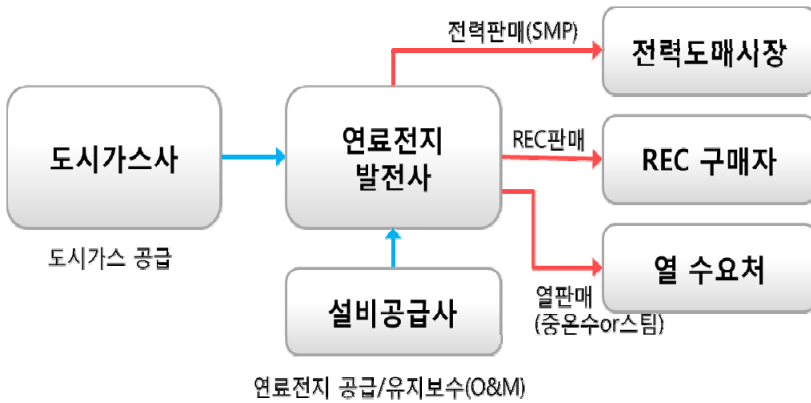 전력판매(SMP)
전력도매시장
도시가스사
연료전지
발전사
REC판매
REC 구매자
도시가스 공급
열 수요처
설비공급사
열판매
(중온수or스팀)
연료전지 공급/유지보수(O&M)